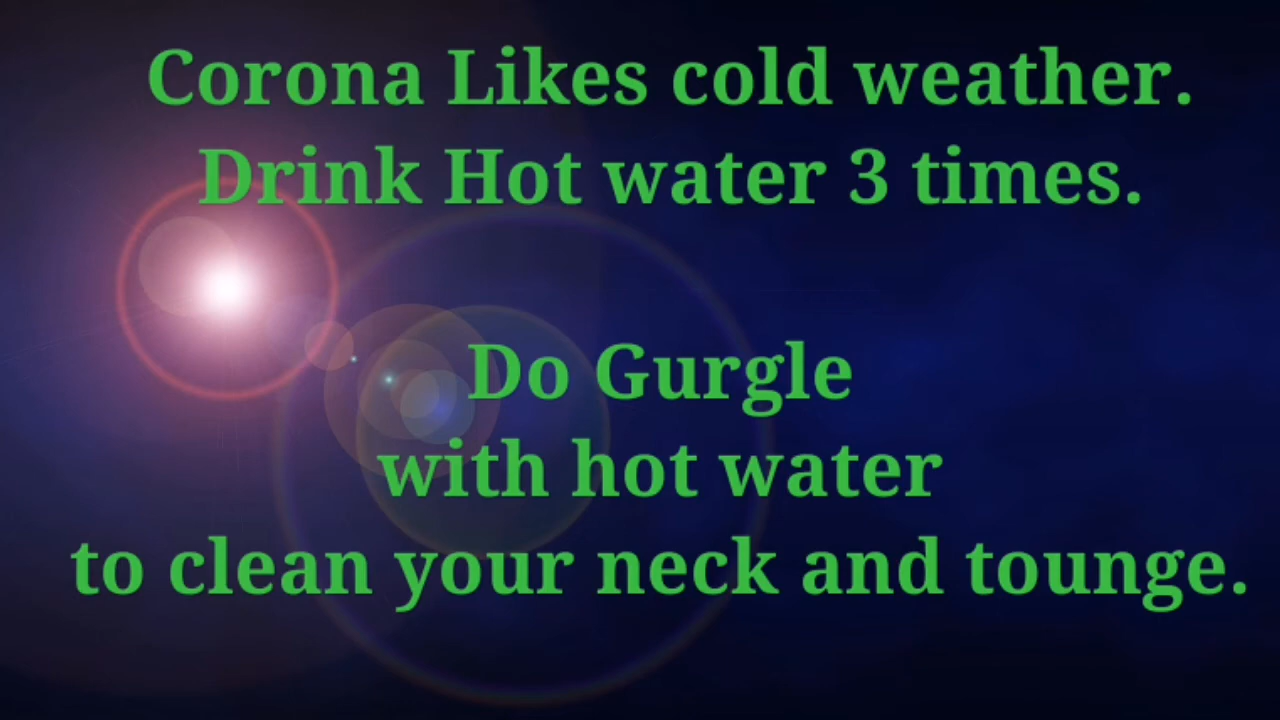 Corona Likes cold weather.
Drink Hot water 3 times.
Do Gurgle
with hot water
to clean your neck and tounge.